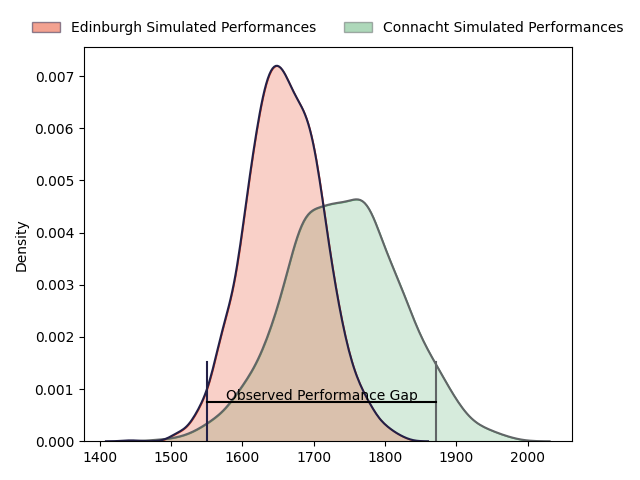 Edinburgh Simulated Performances
Connacht Simulated Performances
Density
0.007
0.006
0.005
0.004
0.003
0.002
0.001
0.000
Observed Performance Gap
1400 1500 1600 1700 1800 1900 2000